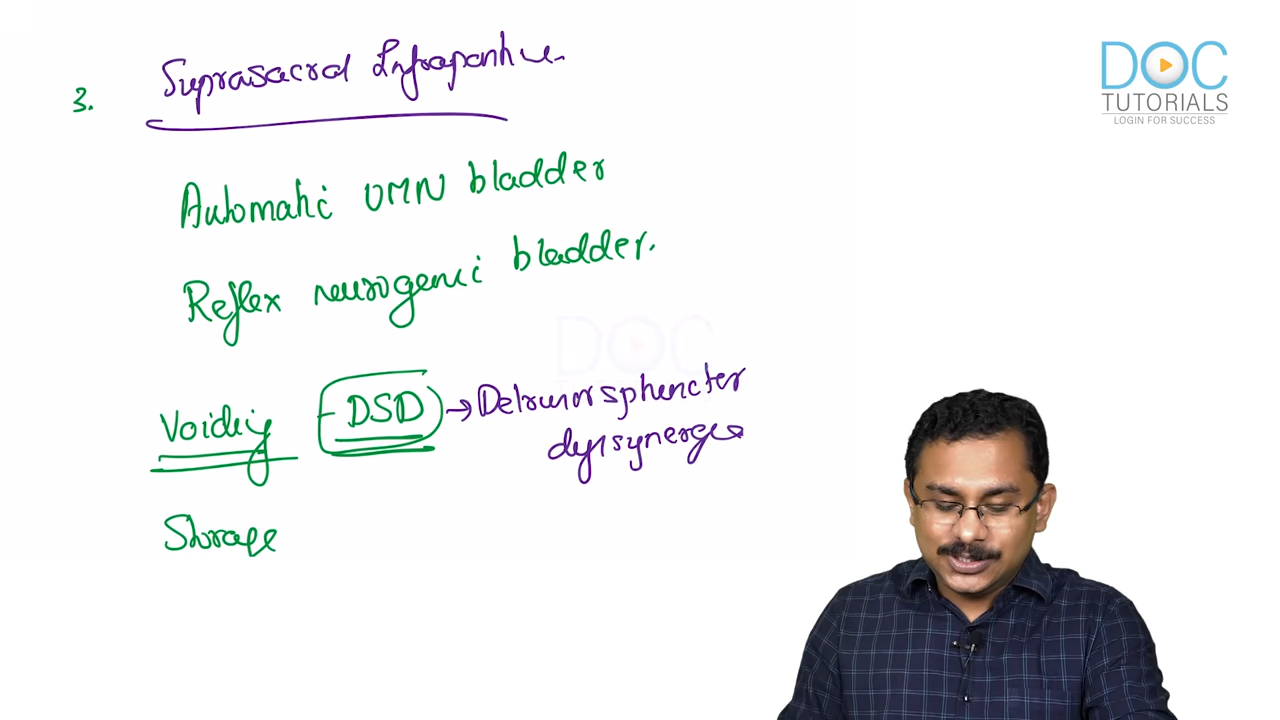 3. Suprasacral Infrapontine
Automatic UMN bladder
Reflex neurogenic bladder.
Voiding - DSD → Detrusor sphincter
dyssynergia
Storage
DOC
TUTORIALS
LOGIN FOR SUCCESS
DOC